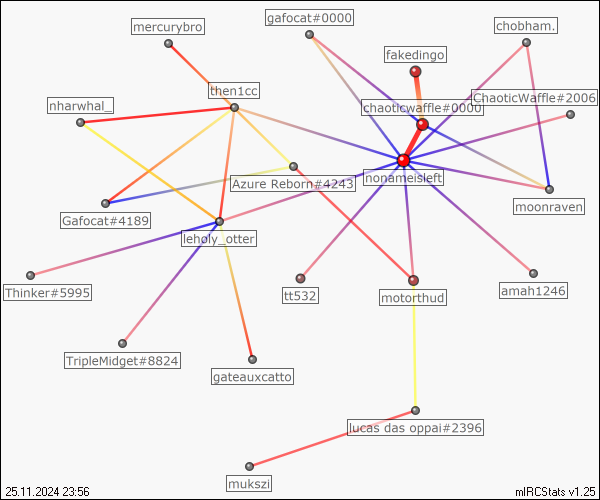 gafocat#0000
mercurybro
chobham.
fakedingo
then1cc
ChaoticWaffle#2006
nharwhal_
chaoticwaffle#0000
nonameisleft
Azure Reborn#4243
moonraven
Gafocat#4189
leholy_otter
Thinker#5995
tt532
motorthud
amah1246
TripleMidget#8824
gateauxcatto
lucas das oppai#2396
mukszi
25.11.2024 23:56
mIRCStats v1.25